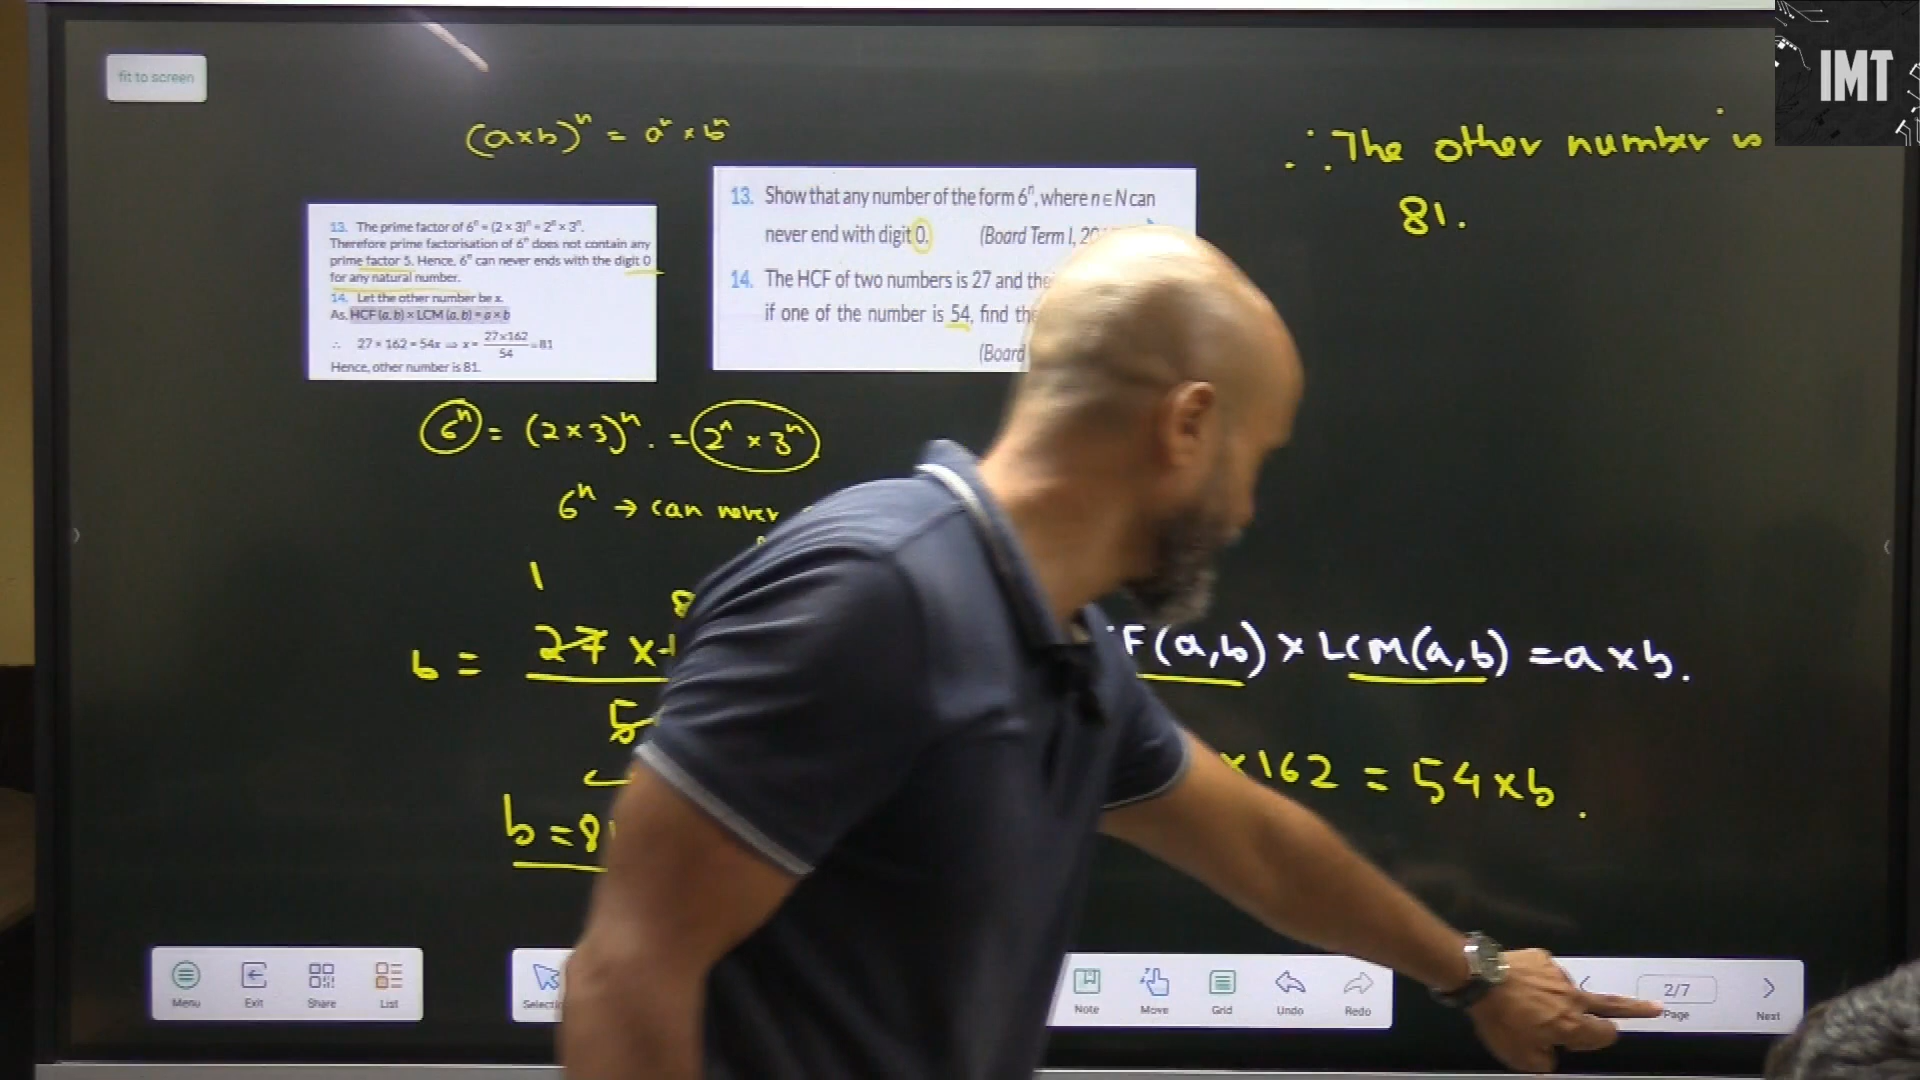 fit to screen
IMT
(a×b)ⁿ = aⁿ × bⁿ
∴ The other number is
81.
13. The prime factor of 6ⁿ = (2 × 3)ⁿ = 2ⁿ × 3ⁿ.
Therefore prime factorisation of 6ⁿ does not contain any
prime factor 5. Hence, 6ⁿ can never ends with the digit 0
for any natural number.
14. Let the other number be x.
As, HCF (a, b) × LCM (a, b) = a × b
∴ 27 × 162 = 54x ⇒ x = 27×162/54 = 81
Hence, other number is 81.
13. Show that any number of the form 6ⁿ, where n ∈ N can
never end with digit 0. (Board Term I,
14. The HCF of two numbers is 27 and
if one of the number is 54, find
(Board
6ⁿ = (2×3)ⁿ. = 2ⁿ × 3ⁿ
6ⁿ → can never
1
b = 27 ×
5
b = 8
F(a,b) × LCM(a,b) = a×b.
×162 = 54×b.
Menu
Exit
Share
List
Note
Move
Grid
Undo
Redo
2/7
Page
Next